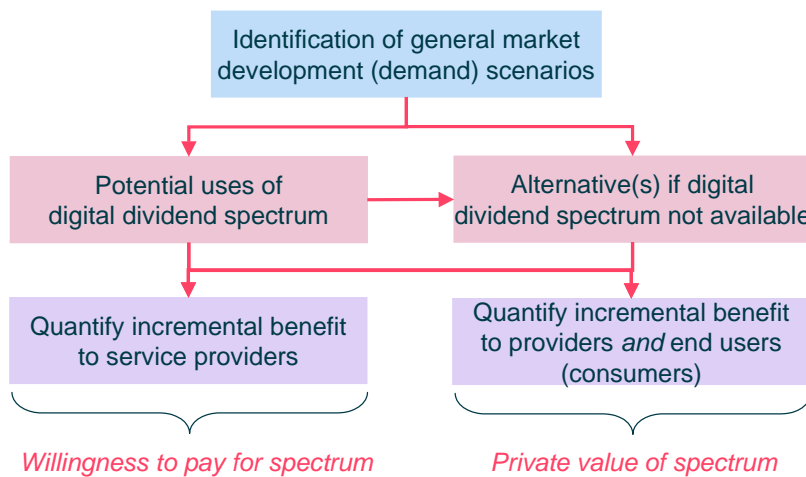 Identification of general market
development (demand) scenarios
Potential uses of
digital dividend spectrum
Alternative(s) if digital
dividend spectrum not available
Quantify incremental benefit
to service providers
Quantify incremental benefit
to providers and end users
(consumers)
Willingness to pay for spectrum
Private value of spectrum